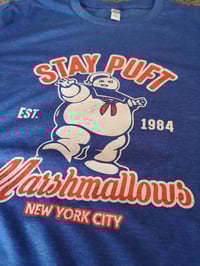 STAY PUFT
EST. 1984
Marshmallows
NEW YORK CITY